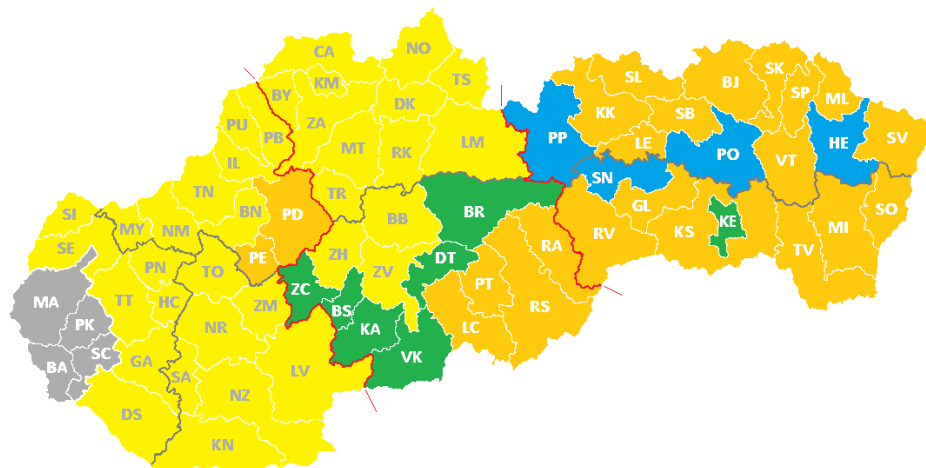 CA
NO
KM
TS
BY
DK
PU
PB
ZA
MT
RK
LM
IL
TN
TR
BN
PD
BB
BR
SI
MY
NM
SE
PE
ZH
ZV
DT
PN
TO
TT
HC
ZC
ZM
BS
KA
MA
PK
NR
SC
BA
GA
SA
LV
VK
DS
NZ
KN
PP
SL
BJ
SK
SP
ML
KK
SB
LE
PO
VT
HE
SV
SN
GL
RV
KS
KE
TV
MI
SO
RA
PT
RS
LC